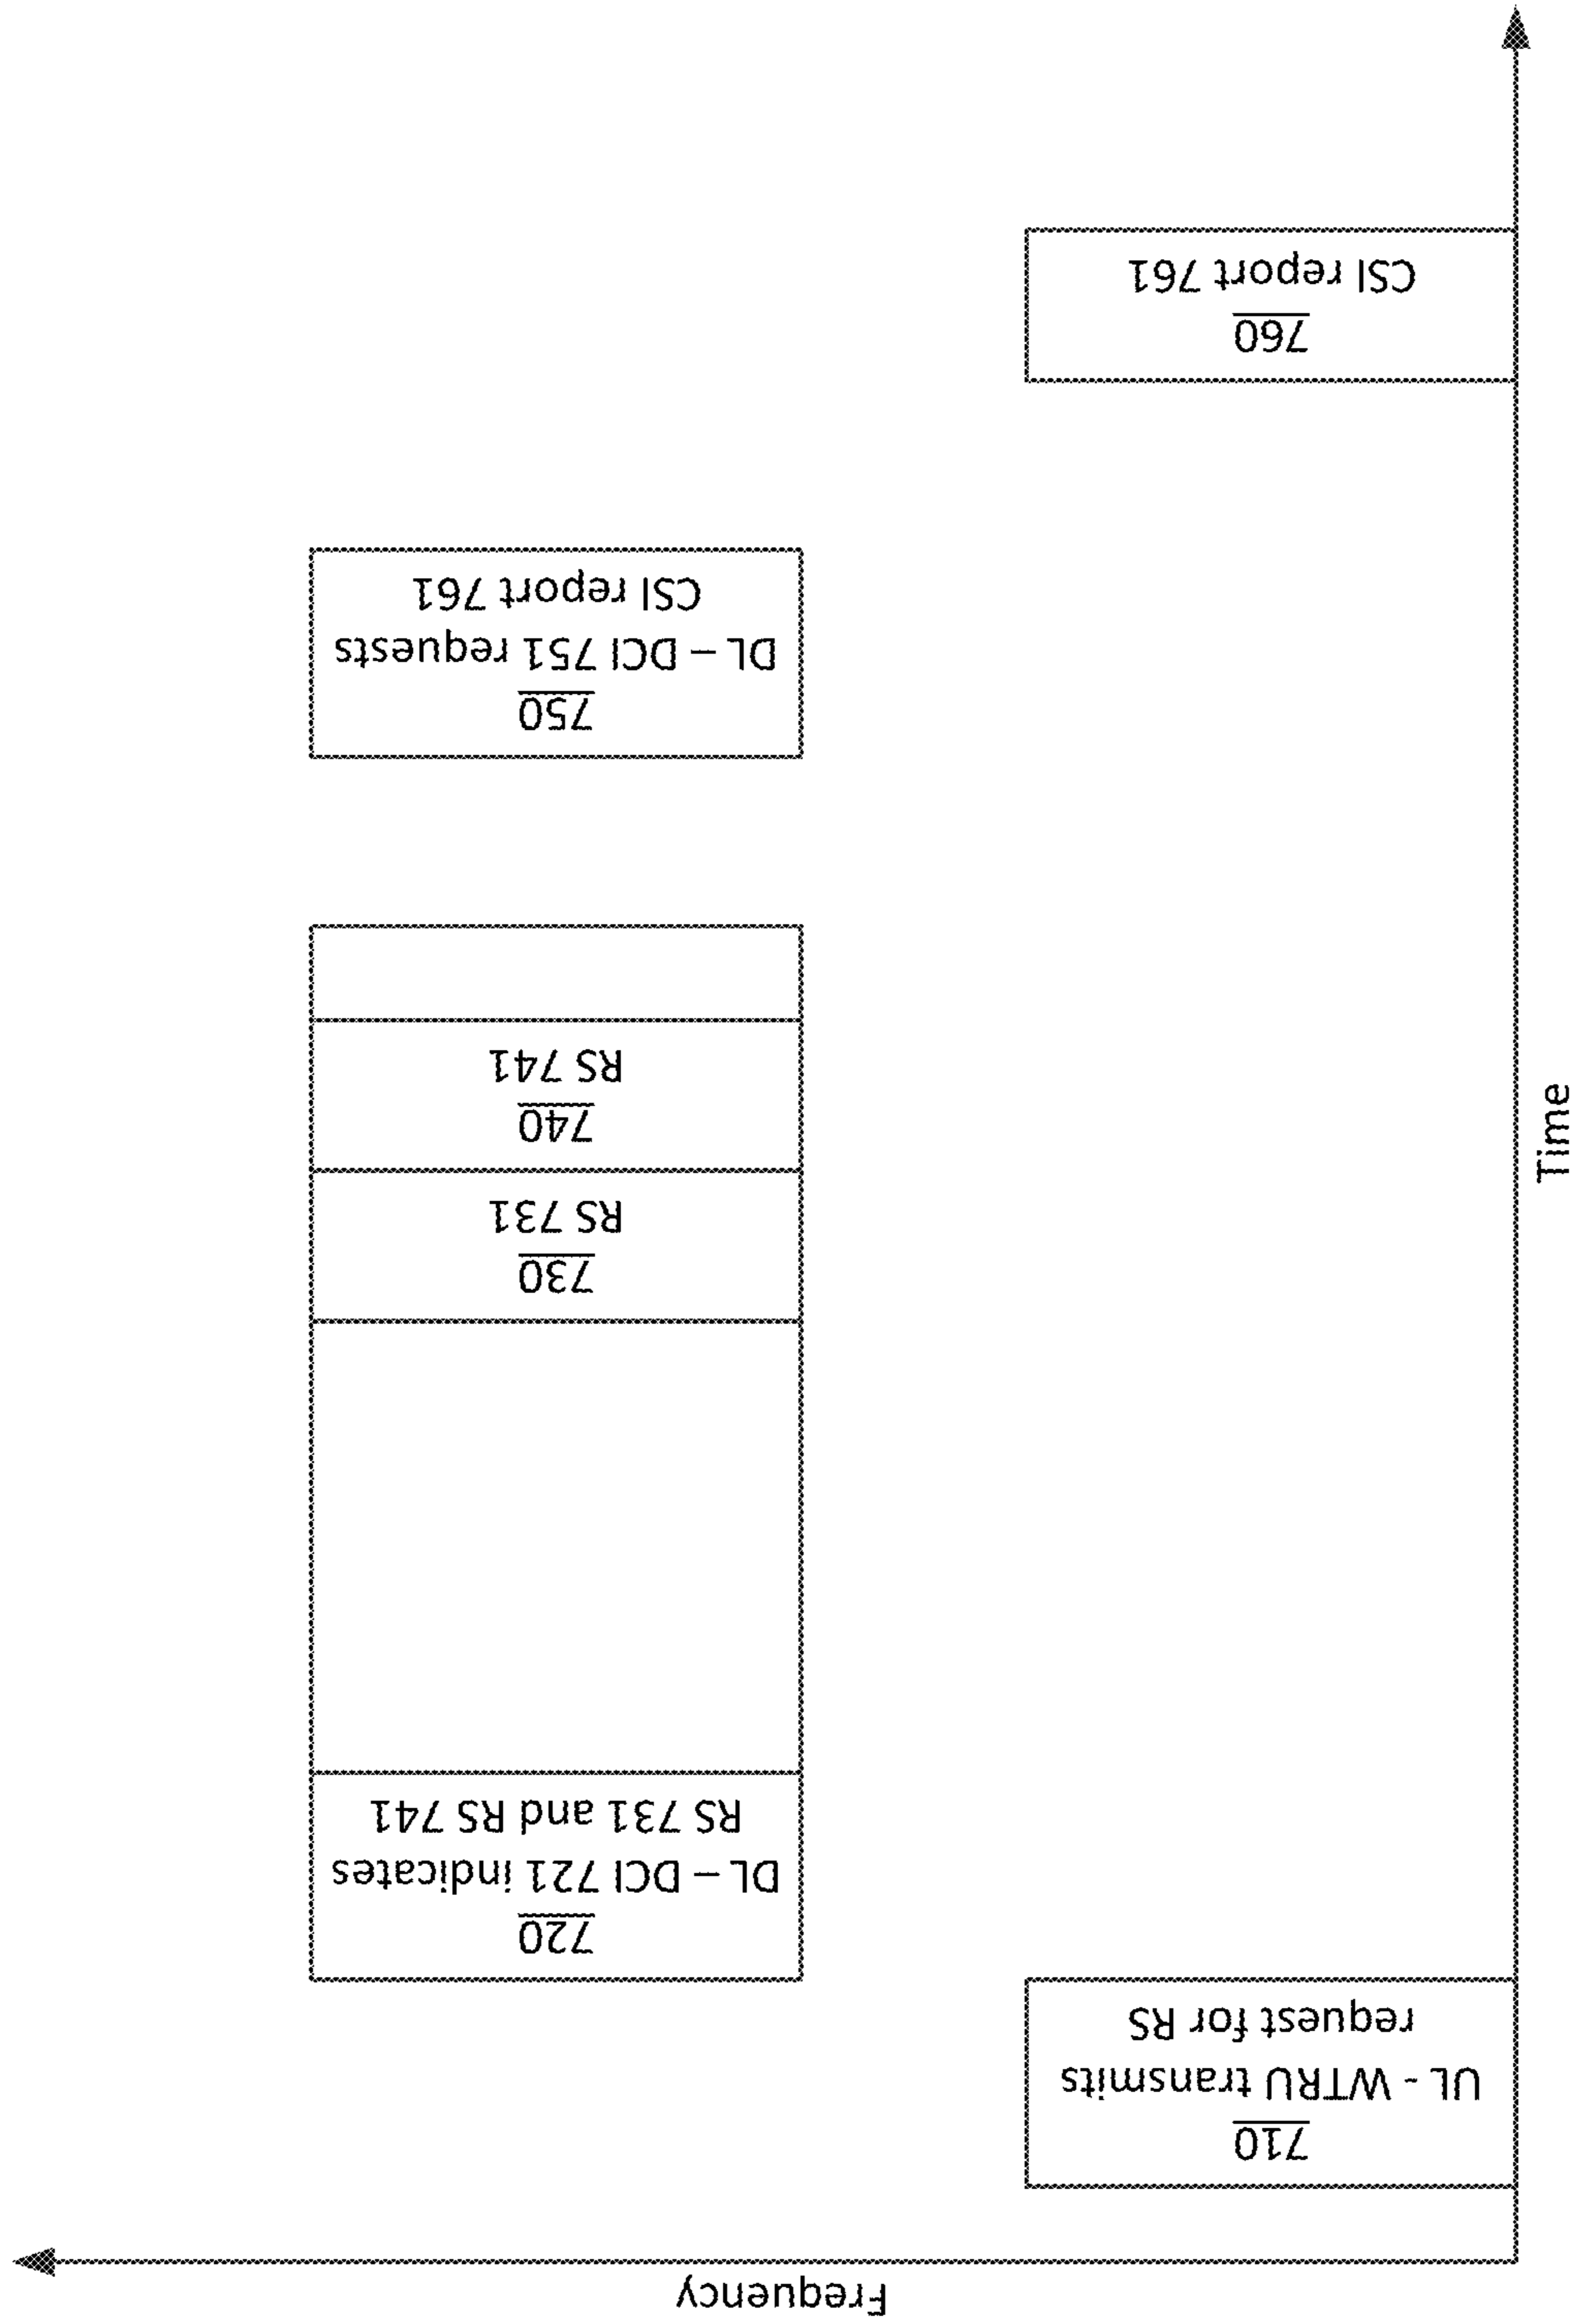 Frequency
710
UL - WTRU transmits
request for RS
720
DL – DCI 721 indicates
RS 731 and RS 741
730
RS 731
740
RS 741
750
DL – DCI 751 requests
CSI report 761
760
CSI report 761
Time